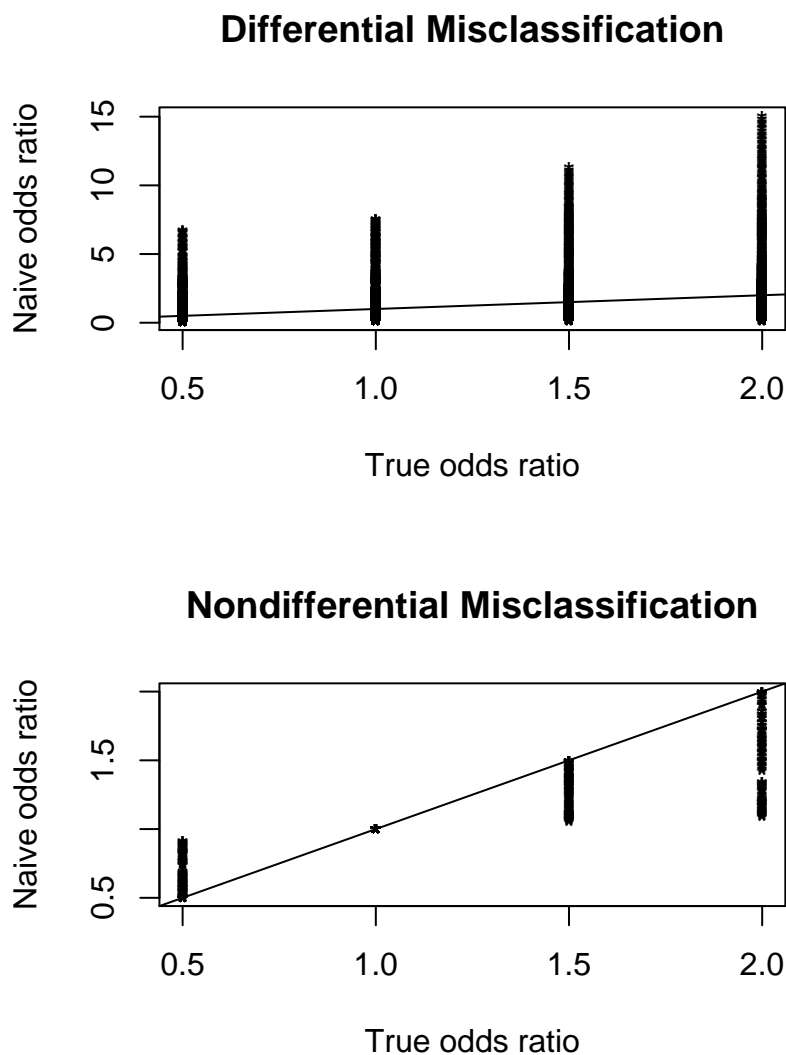 Differential Misclassification
Naive odds ratio
15
10
5
0
0.5 1.0 1.5 2.0
True odds ratio
Nondifferential Misclassification
Naive odds ratio
1.5
0.5
0.5 1.0 1.5 2.0
True odds ratio